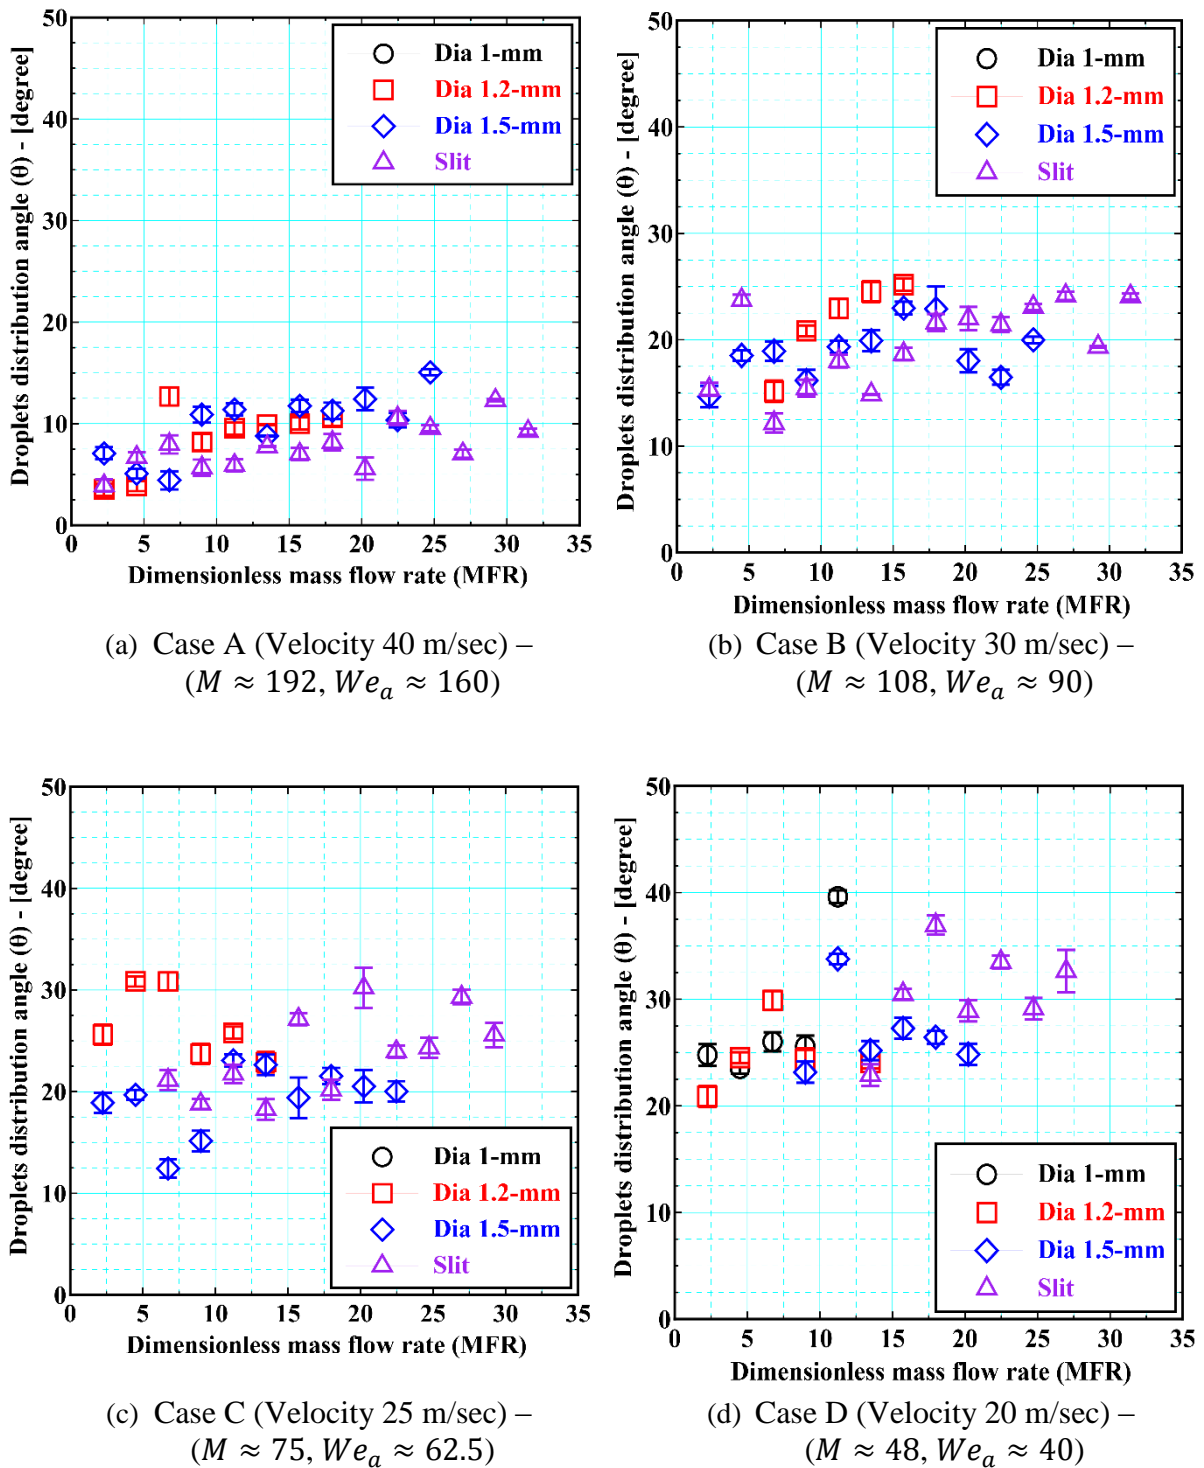 Droplets distribution angle (θ) - [degree]
50
40
30
20
10
0
Dia 1-mm
Dia 1.2-mm
Dia 1.5-mm
Slit
0 5 10 15 20 25 30 35
Dimensionless mass flow rate (MFR)
(a) Case A (Velocity 40 m/sec) –
(M ≈ 192, Weₐ ≈ 160)
Droplets distribution angle (θ) - [degree]
50
40
30
20
10
0
Dia 1-mm
Dia 1.2-mm
Dia 1.5-mm
Slit
0 5 10 15 20 25 30 35
Dimensionless mass flow rate (MFR)
(b) Case B (Velocity 30 m/sec) –
(M ≈ 108, Weₐ ≈ 90)
Droplets distribution angle (θ) - [degree]
50
40
30
20
10
0
Dia 1-mm
Dia 1.2-mm
Dia 1.5-mm
Slit
0 5 10 15 20 25 30 35
Dimensionless mass flow rate (MFR)
(c) Case C (Velocity 25 m/sec) –
(M ≈ 75, Weₐ ≈ 62.5)
Droplets distribution angle (θ) - [degree]
50
40
30
20
10
0
Dia 1-mm
Dia 1.2-mm
Dia 1.5-mm
Slit
0 5 10 15 20 25 30 35
Dimensionless mass flow rate (MFR)
(d) Case D (Velocity 20 m/sec) –
(M ≈ 48, Weₐ ≈ 40)